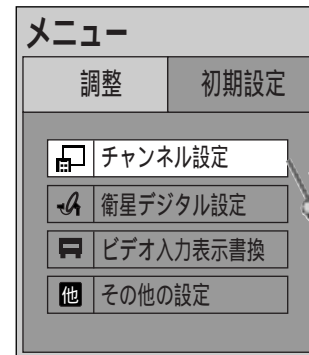 メニュー
調整 初期設定
チャンネル設定
衛星デジタル設定
ビデオ入力表示書換
他 その他の設定